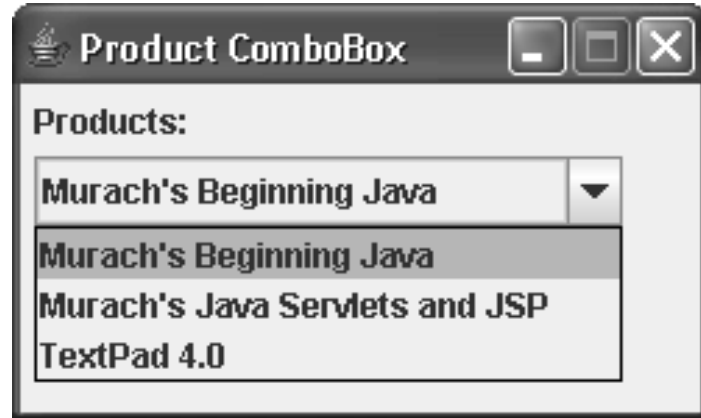 Product ComboBox
Products:
Murach's Beginning Java
Murach's Beginning Java
Murach's Java Servlets and JSP
TextPad 4.0